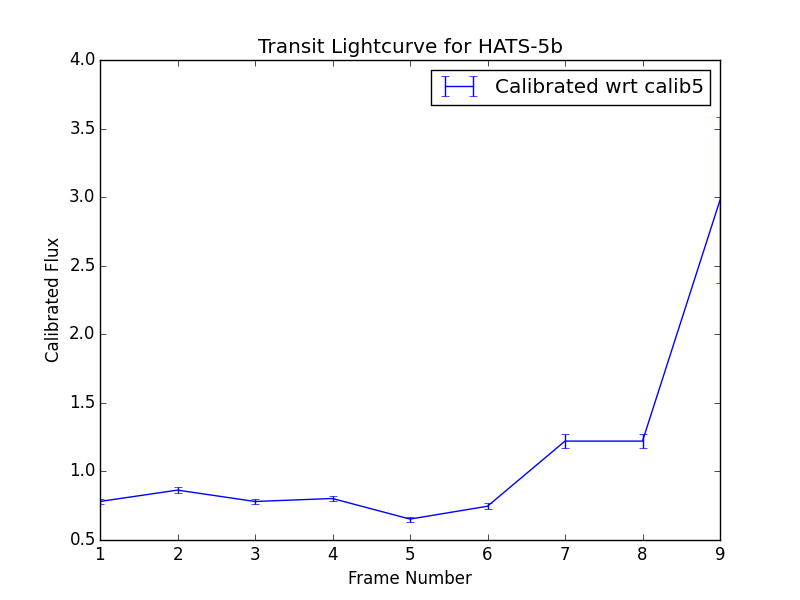 Transit Lightcurve for HATS-5b
Calibrated wrt calib5
4.0
3.5
3.0
2.5
2.0
1.5
1.0
0.5
Calibrated Flux
1 2 3 4 5 6 7 8 9
Frame Number